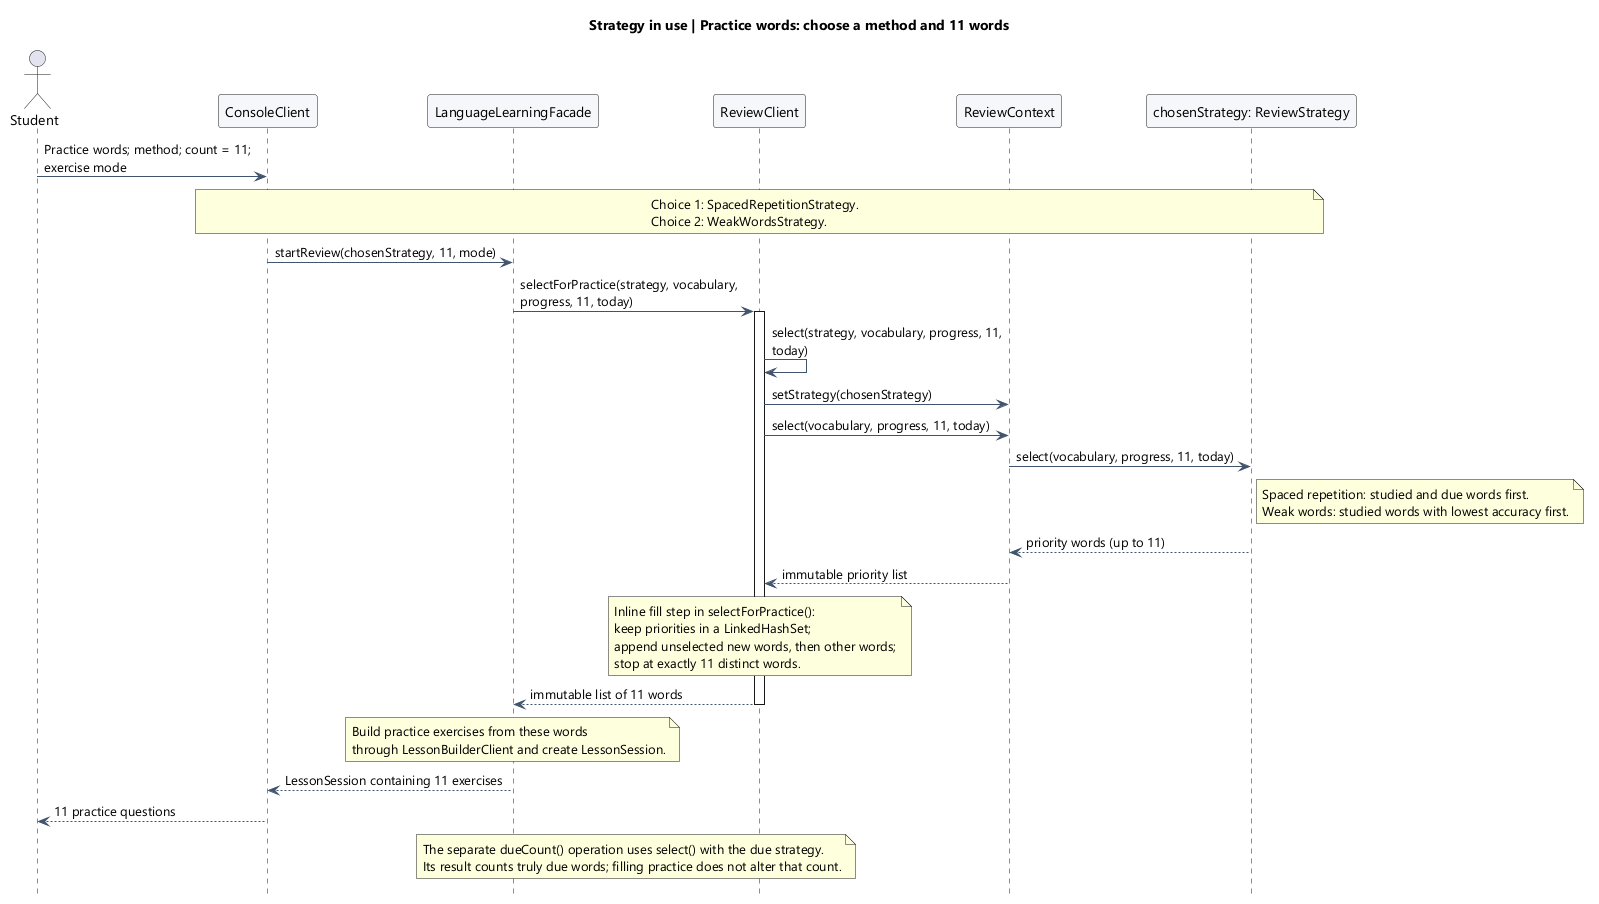 Strategy in use | Practice words: choose a method and 11 words
Student
ConsoleClient
LanguageLearningFacade
ReviewClient
ReviewContext
chosenStrategy: ReviewStrategy
Practice words; method; count = 11;
exercise mode
Choice 1: SpacedRepetitionStrategy.
Choice 2: WeakWordsStrategy.
startReview(chosenStrategy, 11, mode)
selectForPractice(strategy, vocabulary,
progress, 11, today)
select(strategy, vocabulary, progress, 11,
today)
setStrategy(chosenStrategy)
select(vocabulary, progress, 11, today)
select(vocabulary, progress, 11, today)
Spaced repetition: studied and due words first.
Weak words: studied words with lowest accuracy first.
priority words (up to 11)
immutable priority list
Inline fill step in selectForPractice():
keep priorities in a LinkedHashSet;
append unselected new words, then other words;
stop at exactly 11 distinct words.
immutable list of 11 words
Build practice exercises from these words
through LessonBuilderClient and create LessonSession.
LessonSession containing 11 exercises
11 practice questions
The separate dueCount() operation uses select() with the due strategy.
Its result counts truly due words; filling practice does not alter that count.